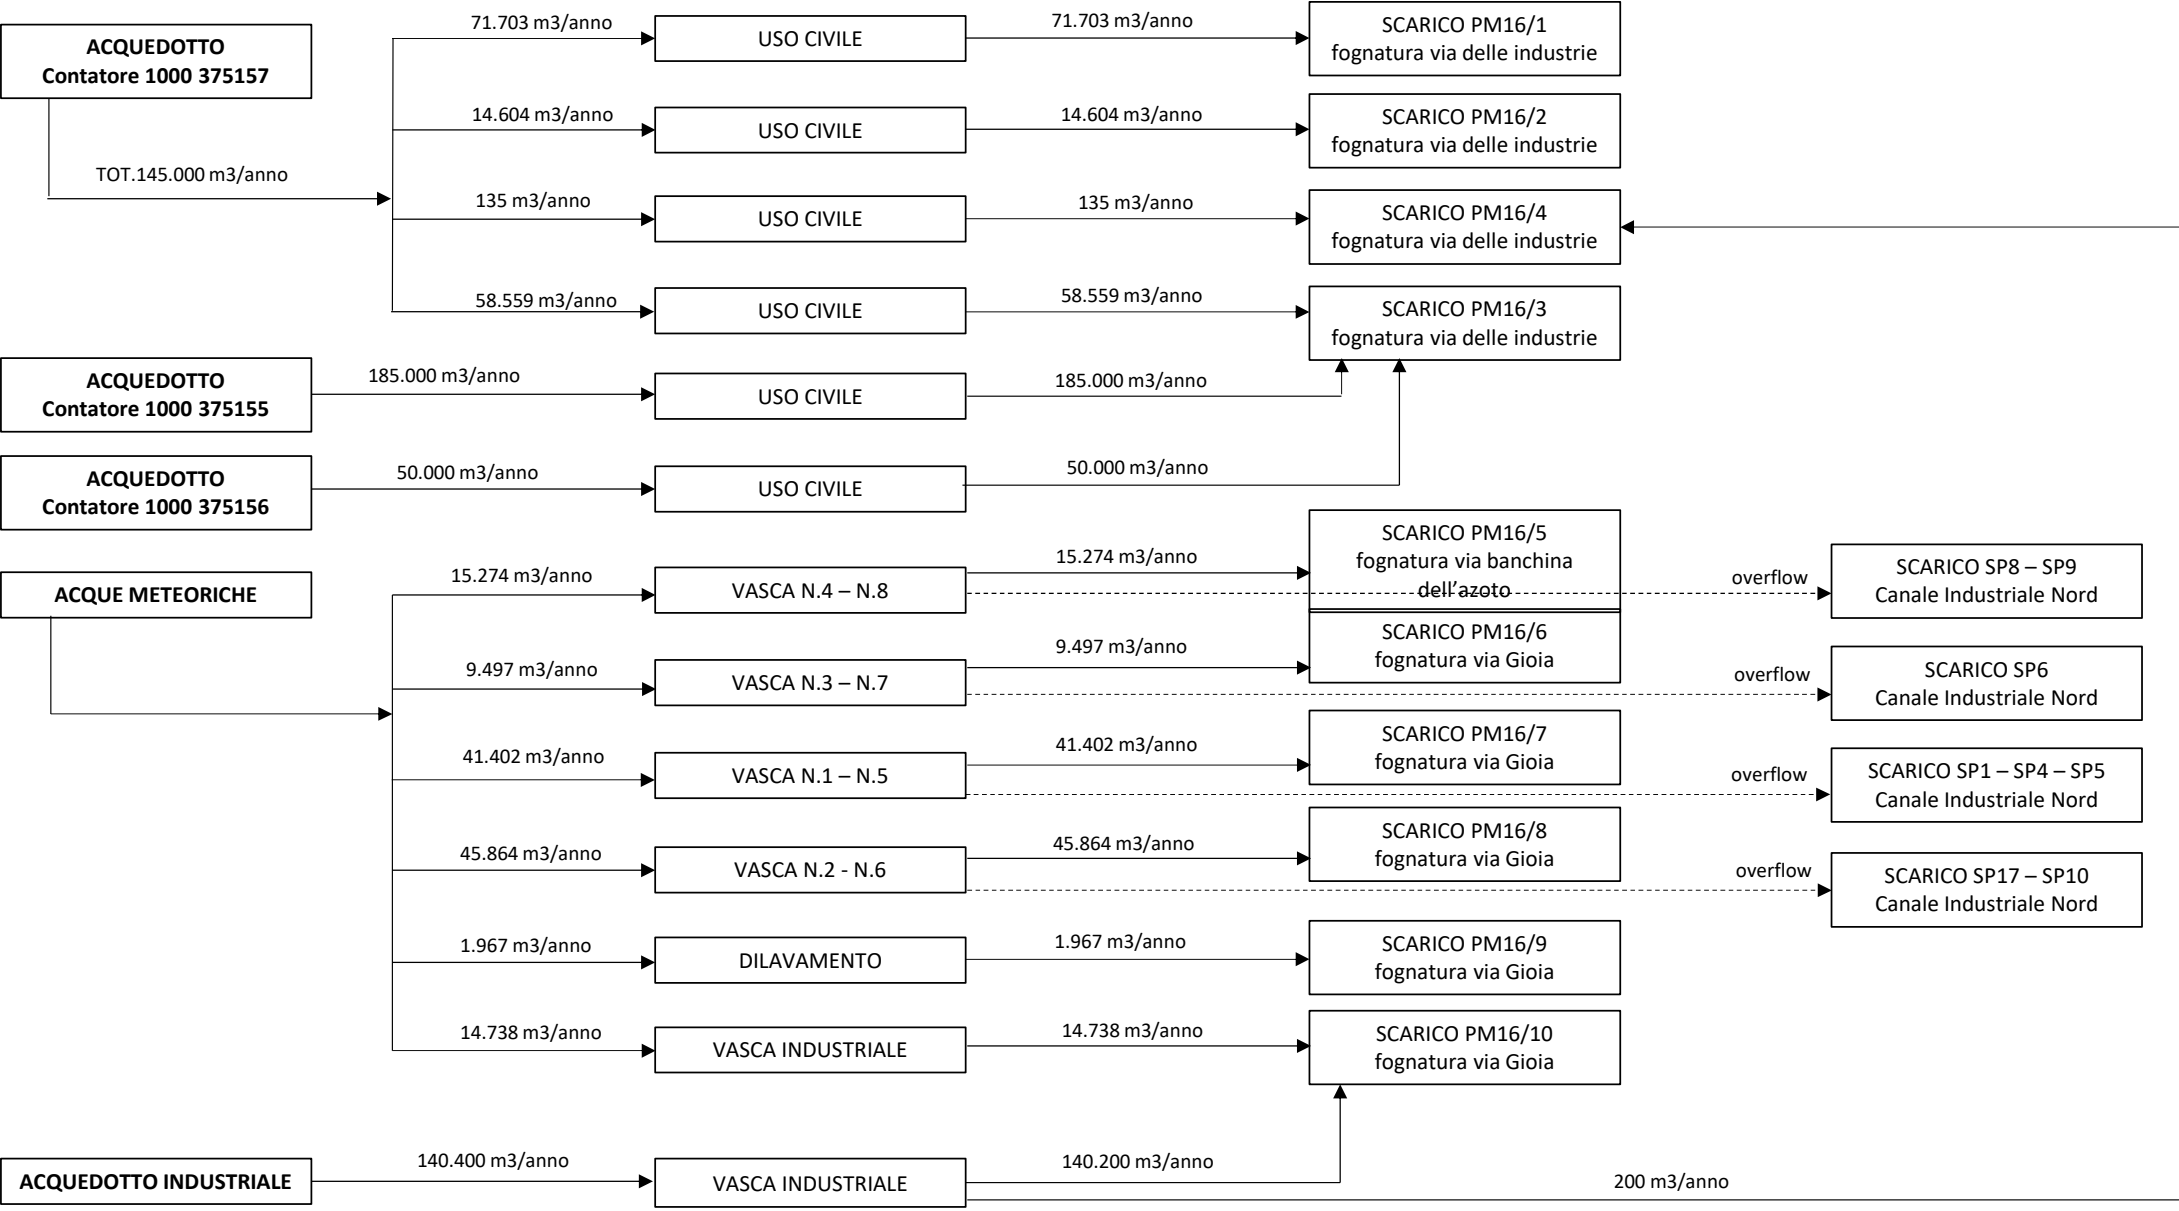 71.703 m3/anno
71.703 m3/anno
ACQUEDOTTO
Contatore 1000 375157
USO CIVILE
SCARICO PM16/1
fognatura via delle industrie
14.604 m3/anno
USO CIVILE
14.604 m3/anno
SCARICO PM16/2
fognatura via delle industrie
TOT.145.000 m3/anno
135 m3/anno
USO CIVILE
135 m3/anno
SCARICO PM16/4
fognatura via delle industrie
58.559 m3/anno
USO CIVILE
58.559 m3/anno
SCARICO PM16/3
fognatura via delle industrie
ACQUEDOTTO
Contatore 1000 375155
185.000 m3/anno
USO CIVILE
185.000 m3/anno
ACQUEDOTTO
Contatore 1000 375156
50.000 m3/anno
USO CIVILE
50.000 m3/anno
ACQUE METEORICHE
15.274 m3/anno
VASCA N.4 – N.8
15.274 m3/anno
SCARICO PM16/5
fognatura via banchina
dell’azoto
overflow
SCARICO SP8 – SP9
Canale Industriale Nord
9.497 m3/anno
VASCA N.3 – N.7
9.497 m3/anno
SCARICO PM16/6
fognatura via Gioia
overflow
SCARICO SP6
Canale Industriale Nord
41.402 m3/anno
VASCA N.1 – N.5
41.402 m3/anno
SCARICO PM16/7
fognatura via Gioia
overflow
SCARICO SP1 – SP4 – SP5
Canale Industriale Nord
45.864 m3/anno
VASCA N.2 - N.6
45.864 m3/anno
SCARICO PM16/8
fognatura via Gioia
overflow
SCARICO SP17 – SP10
Canale Industriale Nord
1.967 m3/anno
DILAVAMENTO
1.967 m3/anno
SCARICO PM16/9
fognatura via Gioia
14.738 m3/anno
VASCA INDUSTRIALE
14.738 m3/anno
SCARICO PM16/10
fognatura via Gioia
ACQUEDOTTO INDUSTRIALE
140.400 m3/anno
VASCA INDUSTRIALE
140.200 m3/anno
200 m3/anno